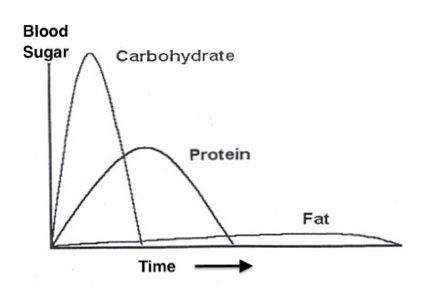 Blood
Sugar
Carbohydrate
Protein
Fat
Time